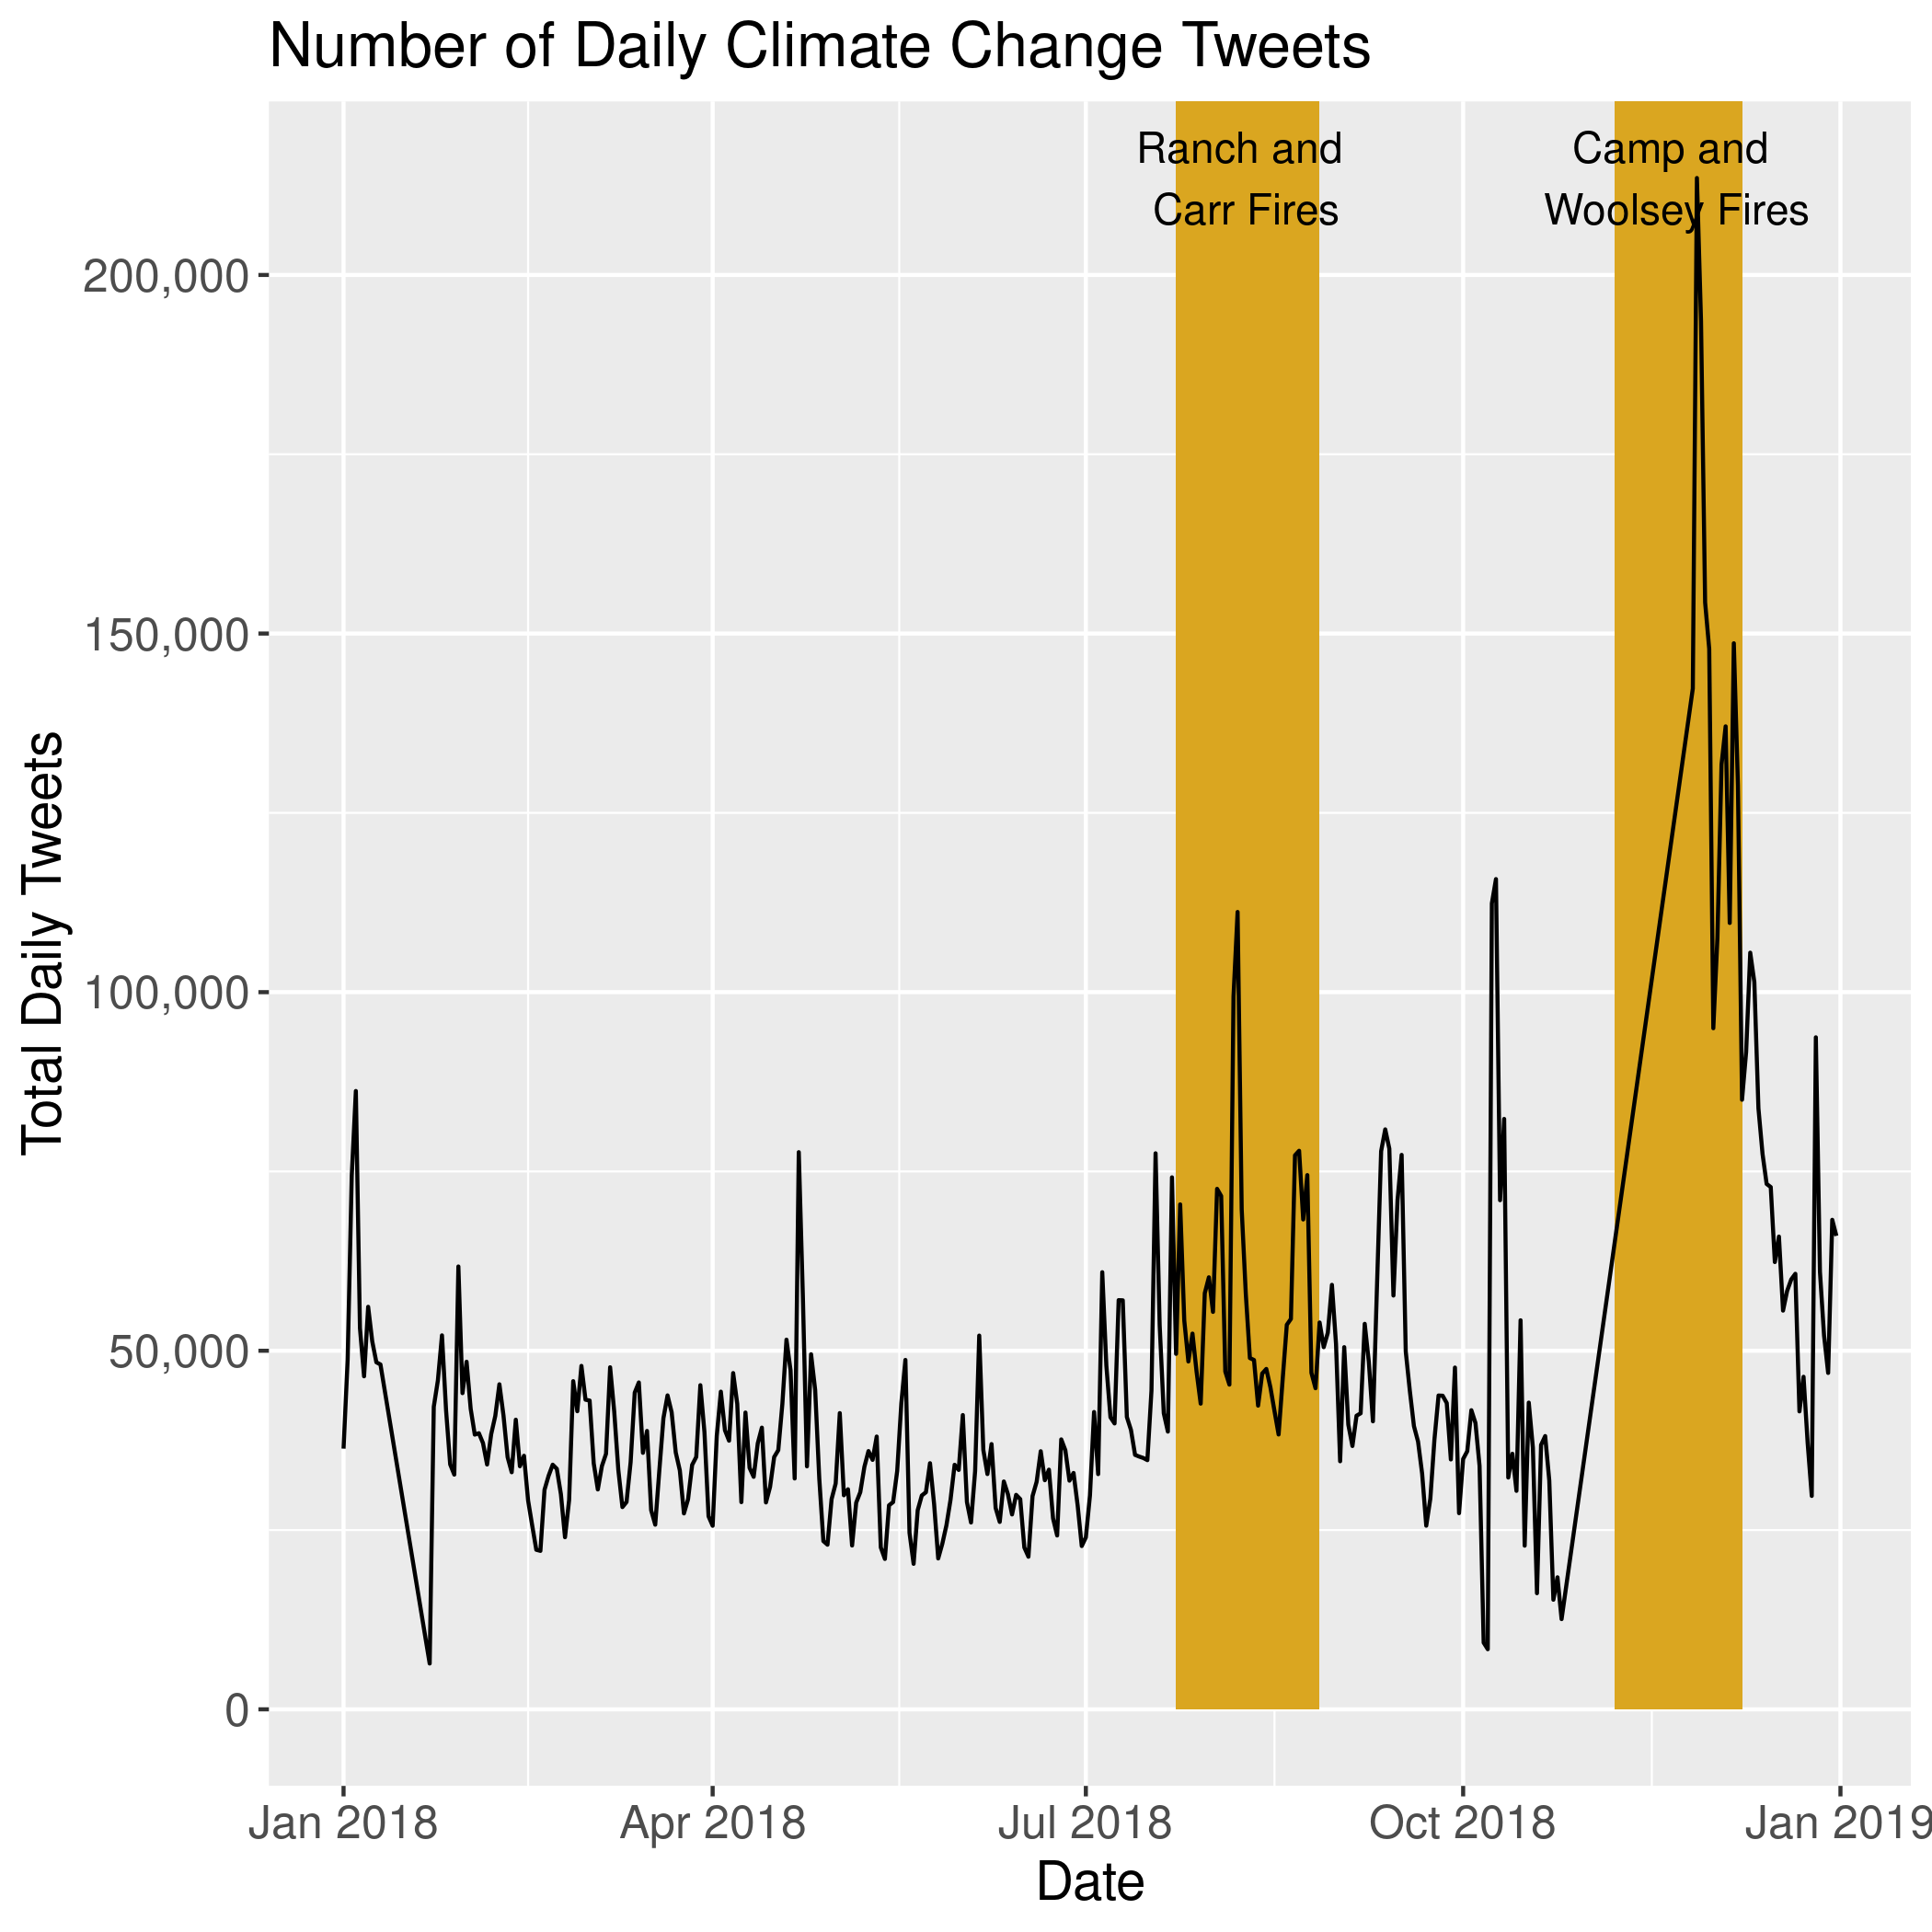 Number of Daily Climate Change Tweets
Ranch and
Carr Fires
Camp and
Woolsey Fires
200,000
150,000
100,000
50,000
0
Total Daily Tweets
Jan 2018
Apr 2018
Jul 2018
Oct 2018
Jan 2019
Date